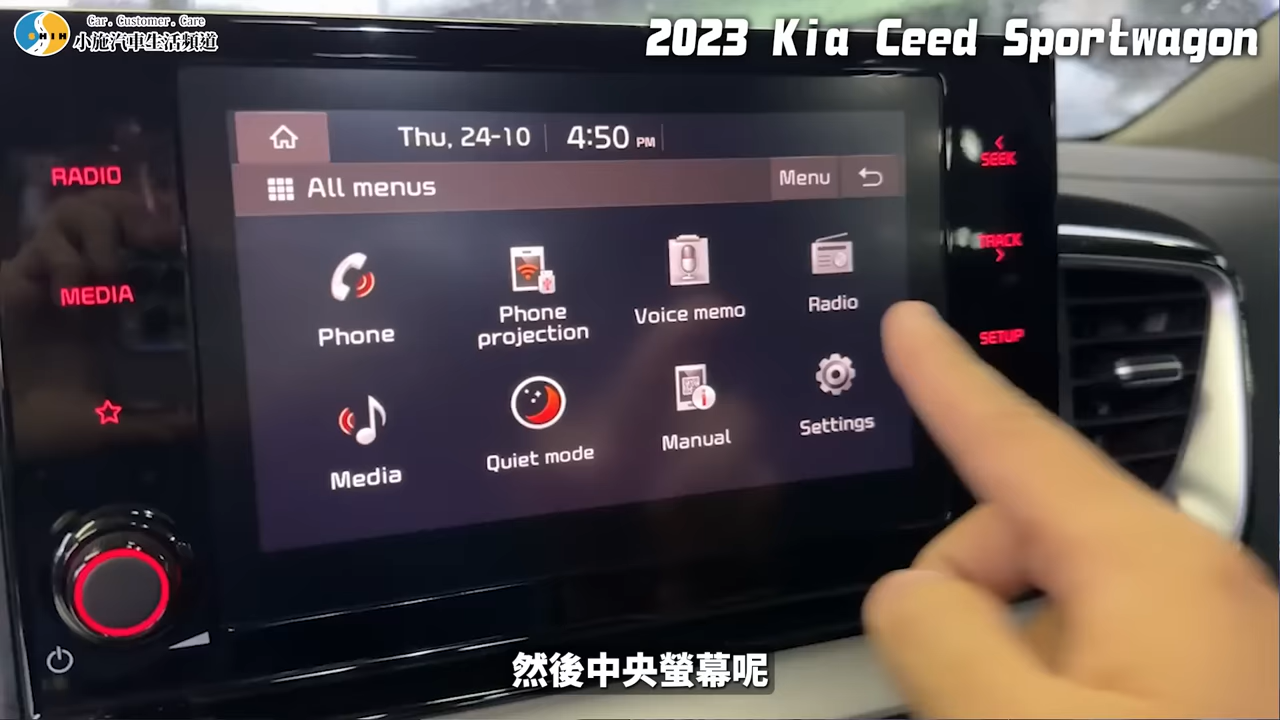 SHIH
Car. Customer. Care
小施汽車生活頻道
2023 Kia Ceed Sportwagon
Thu, 24-10
4:50 PM
All menus
Menu
RADIO
MEDIA
SEEK
TRACK
SETUP
Phone
Phone
projection
Voice memo
Radio
Media
Quiet mode
Manual
Settings
然後中央螢幕呢